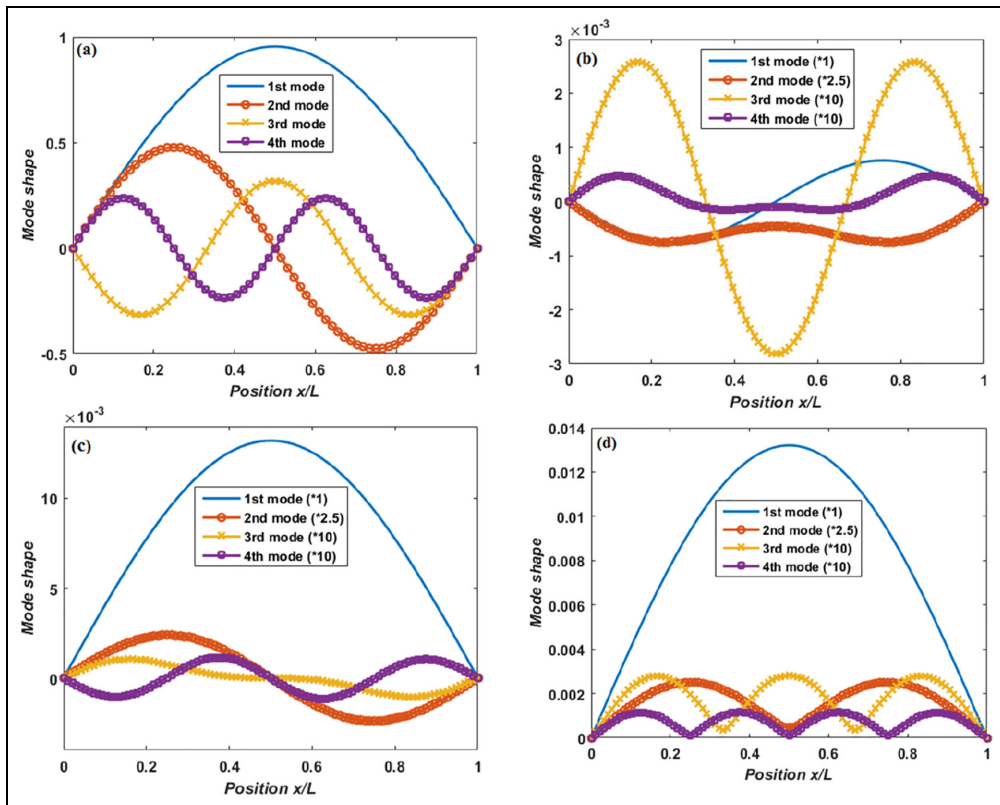 (a)
1
0.5
0
-0.5
Mode shape
1st mode
2nd mode
3rd mode
4th mode
0
0.2
0.4
0.6
0.8
1
Position x/L
(b)
×10⁻³
3
2
1
0
-1
-2
-3
Mode shape
1st mode (*1)
2nd mode (*2.5)
3rd mode (*10)
4th mode (*10)
0
0.2
0.4
0.6
0.8
1
Position x/L
(c)
×10⁻³
10
5
0
Mode shape
1st mode (*1)
2nd mode (*2.5)
3rd mode (*10)
4th mode (*10)
0
0.2
0.4
0.6
0.8
1
Position x/L
(d)
0.014
0.012
0.01
0.008
0.006
0.004
0.002
0
Mode shape
1st mode (*1)
2nd mode (*2.5)
3rd mode (*10)
4th mode (*10)
0
0.2
0.4
0.6
0.8
1
Position x/L